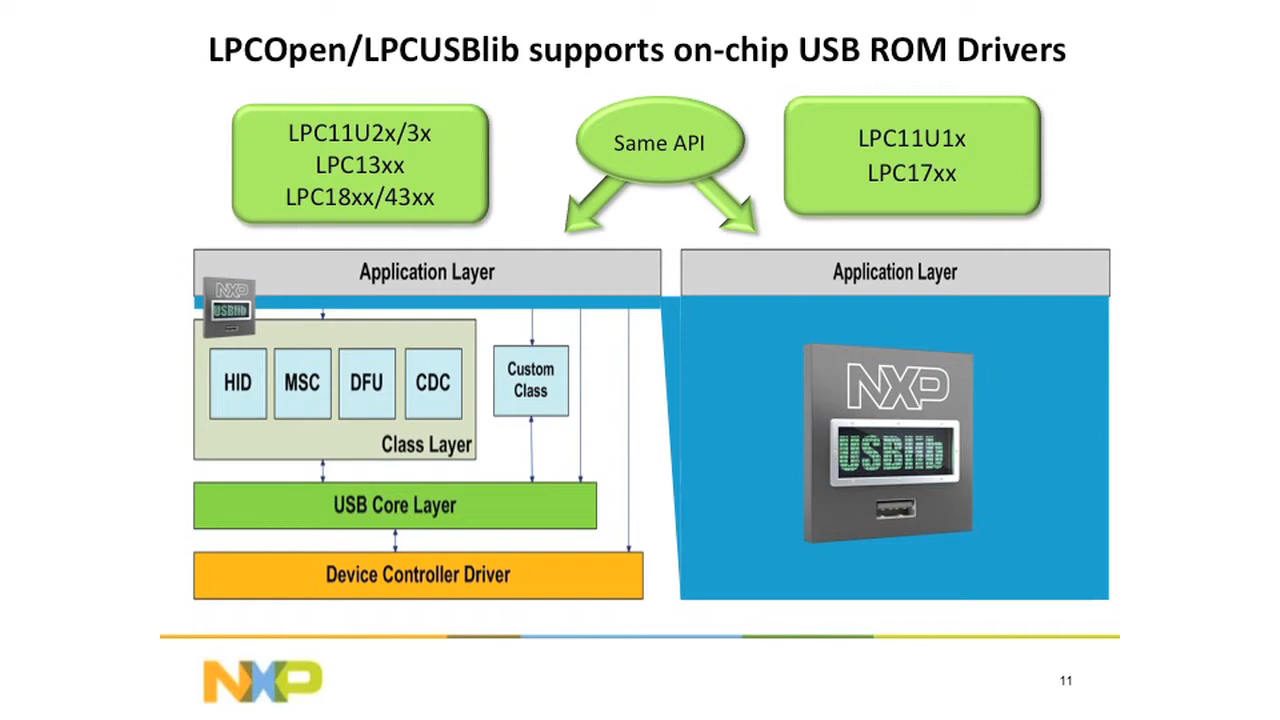 LPCOpen/LPCUSBlib supports on-chip USB ROM Drivers
LPC11U2x/3x
LPC13xx
LPC18xx/43xx
Same API
LPC11U1x
LPC17xx
Application Layer
Application Layer
NXP
USBlib
HID
MSC
DFU
CDC
Class Layer
Custom
Class
NXP
USBlib
USB Core Layer
Device Controller Driver
NXP
11